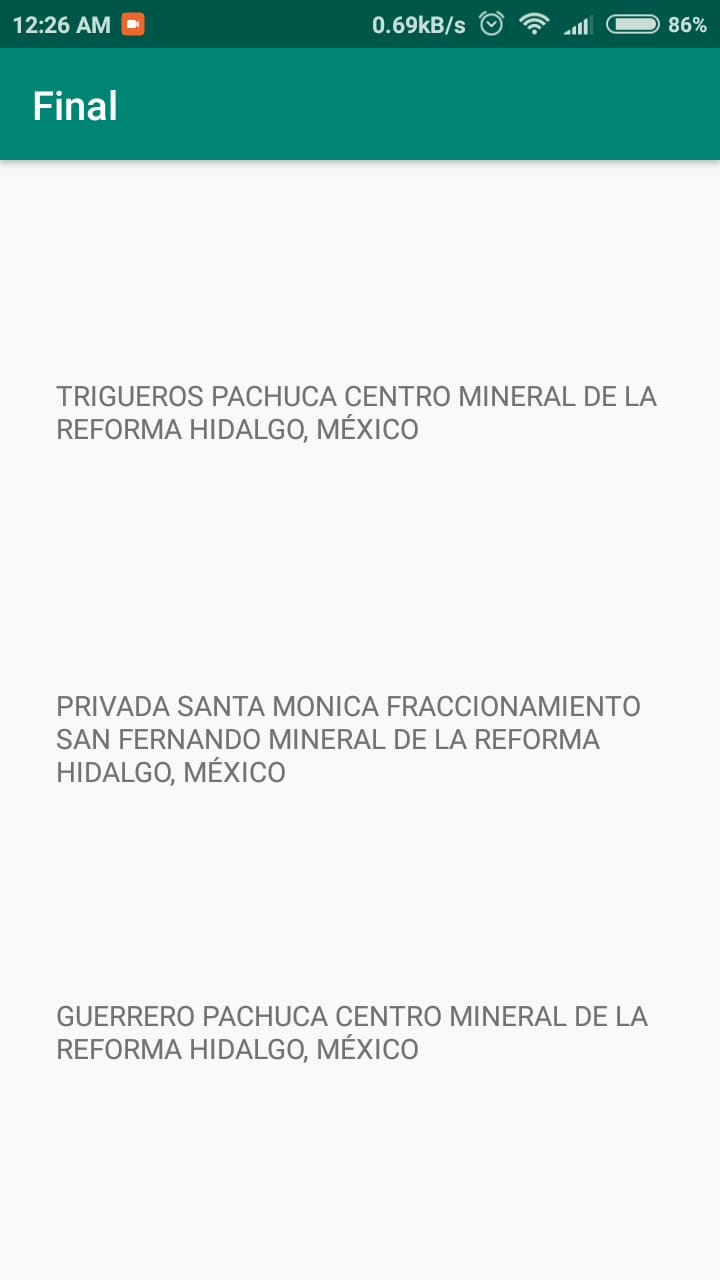 12:26 AM 0.69kB/s 86%
Final
TRIGUEROS PACHUCA CENTRO MINERAL DE LA
REFORMA HIDALGO, MÉXICO
PRIVADA SANTA MONICA FRACCIONAMIENTO
SAN FERNANDO MINERAL DE LA REFORMA
HIDALGO, MÉXICO
GUERRERO PACHUCA CENTRO MINERAL DE LA
REFORMA HIDALGO, MÉXICO